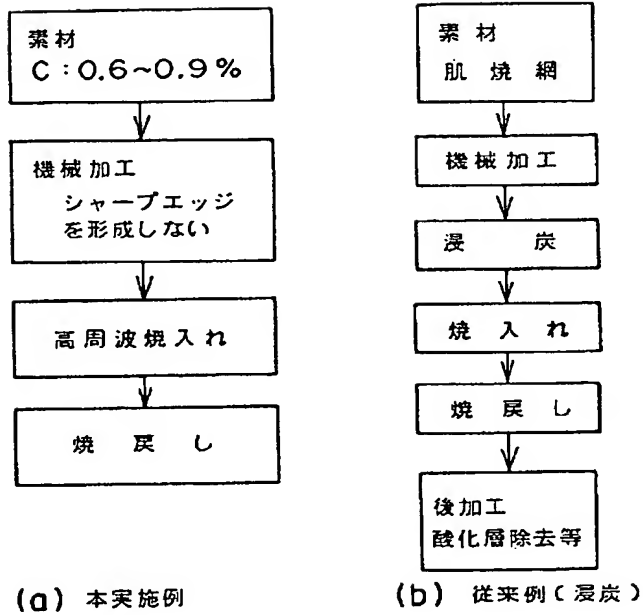 素材
C:0.6~0.9%
機械加工
シャープエッジ
を形成しない
高周波焼入れ
焼戻し
(a) 本実施例
素材
肌焼網
機械加工
浸炭
焼入れ
焼戻し
後加工
酸化層除去等
(b) 従来例(浸炭)